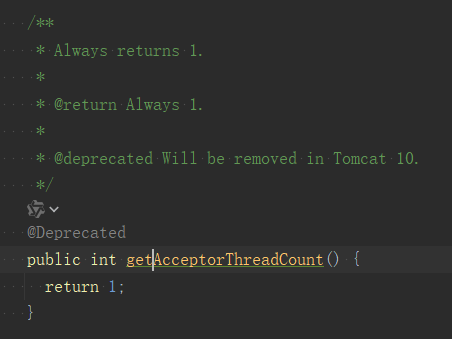 /**
* Always returns 1.
*
* @return Always 1.
*
* @deprecated Will be removed in Tomcat 10.
*/
@Deprecated
public int getAcceptorThreadCount() {
return 1;
}